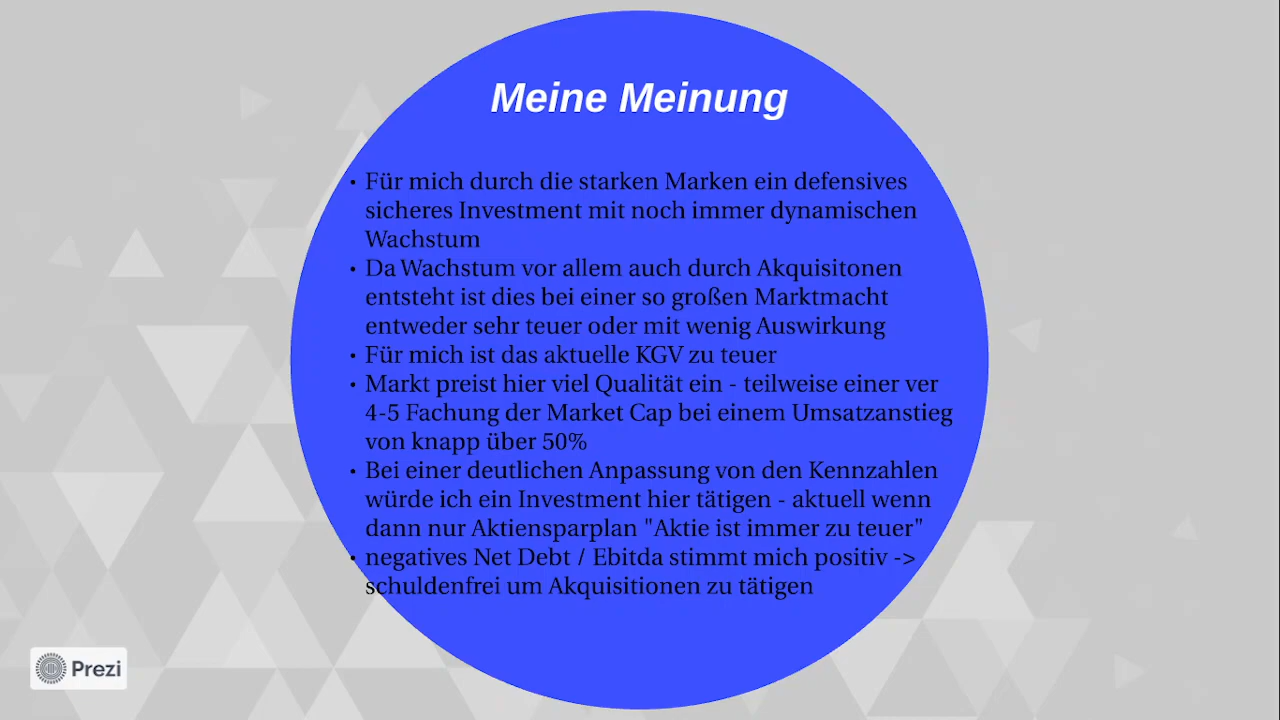 Meine Meinung
• Für mich durch die starken Marken ein defensives
sicheres Investment mit noch immer dynamischen
Wachstum
• Da Wachstum vor allem auch durch Akquisitonen
entsteht ist dies bei einer so großen Marktmacht
entweder sehr teuer oder mit wenig Auswirkung
• Für mich ist das aktuelle KGV zu teuer
• Markt preist hier viel Qualität ein - teilweise einer ver
4-5 Fachung der Market Cap bei einem Umsatzanstieg
von knapp über 50%
• Bei einer deutlichen Anpassung von den Kennzahlen
würde ich ein Investment hier tätigen - aktuell wenn
dann nur Aktiensparplan "Aktie ist immer zu teuer"
• negatives Net Debt / Ebitda stimmt mich positiv ->
schuldenfrei um Akquisitionen zu tätigen
Prezi